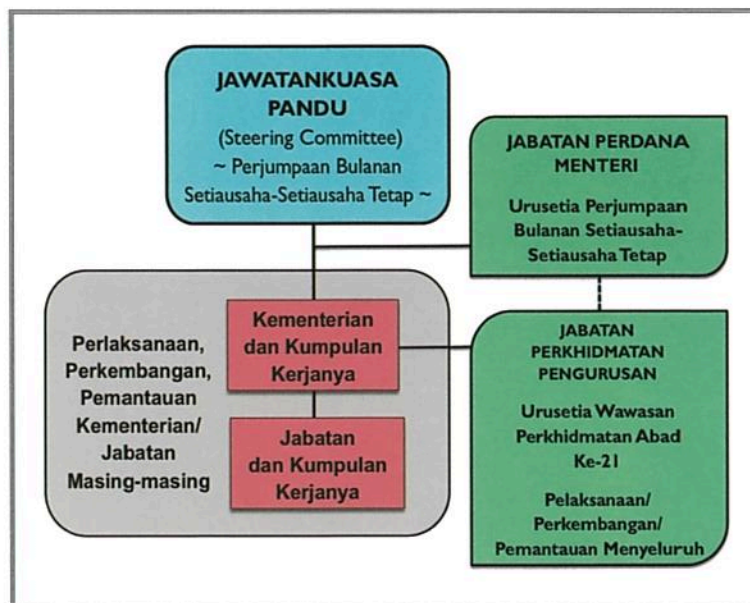 JAWATANKUASA
PANDU
(Steering Committee)
~ Perjumpaan Bulanan
Setiausaha-Setiausaha Tetap ~
JABATAN PERDANA
MENTERI
Urusetia Perjumpaan
Bulanan Setiausaha-
Setiausaha Tetap
Perlaksanaan,
Perkembangan,
Pemantauan
Kementerian/
Jabatan
Masing-masing
Kementerian
dan Kumpulan
Kerjanya
Jabatan
dan Kumpulan
Kerjanya
JABATAN
PERKHIDMATAN
PENGURUSAN
Urusetia Wawasan
Perkhidmatan Abad
Ke-21
Pelaksanaan/
Perkembangan/
Pemantauan Menyeluruh